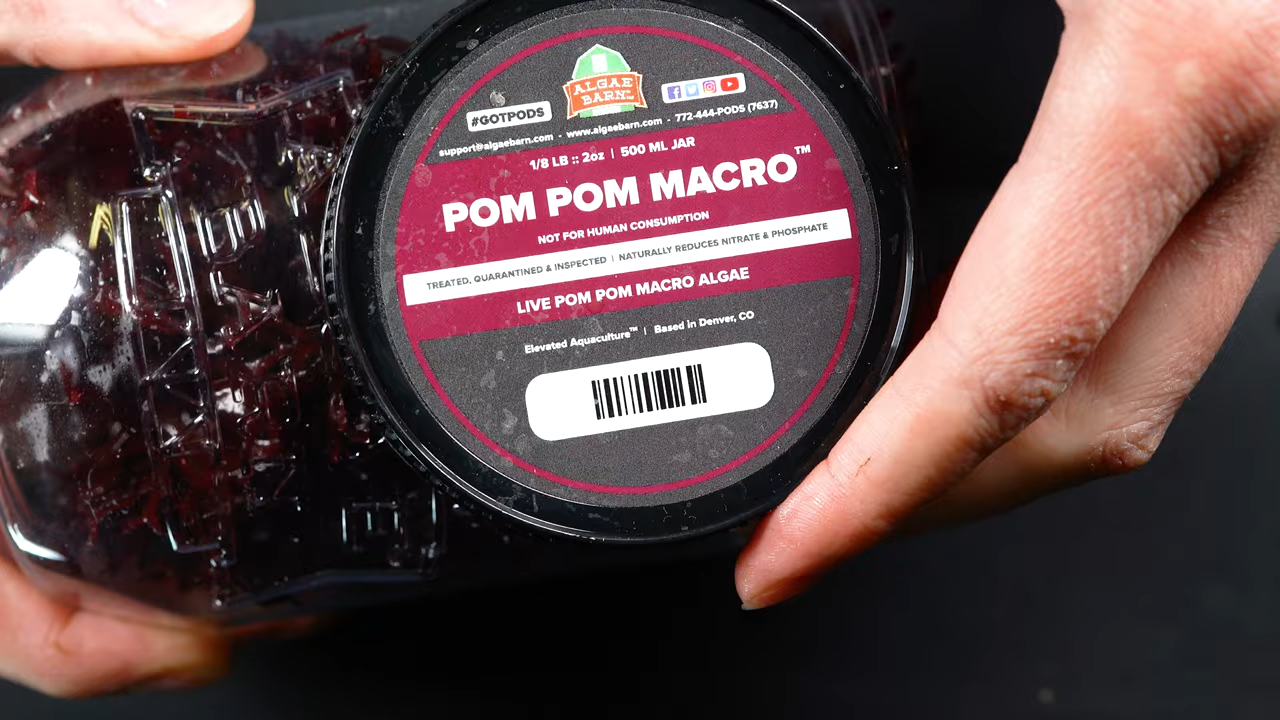 ALGAE
BARN™
#GOTPODS
support@algaebarn.com - www.algaebarn.com - 772-444-PODS (7637)
1/8 LB :: 2oz | 500 ML JAR
POM POM MACRO™
NOT FOR HUMAN CONSUMPTION
TREATED, QUARANTINED & INSPECTED | NATURALLY REDUCES NITRATE & PHOSPHATE
LIVE POM POM MACRO ALGAE
Elevated Aquaculture™ | Based in Denver, CO